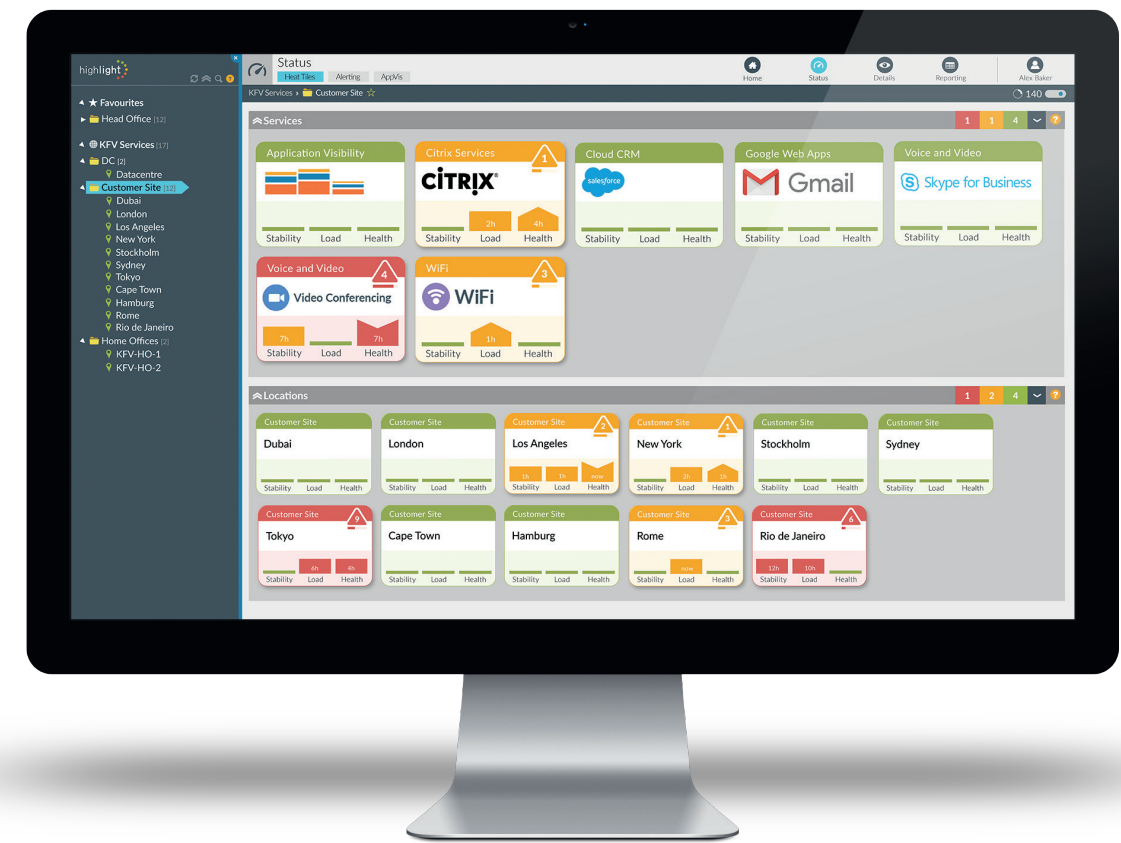 highlight
Status
Heat Tiles Alerting AppVis
Home Status Details Reporting Alex Baker
KFV Services Customer Site
140
Favourites
Head Office [12]
KFV Services [17]
DC [2]
Datacentre
Customer Site [12]
Dubai
London
Los Angeles
New York
Stockholm
Sydney
Tokyo
Cape Town
Hamburg
Rome
Rio de Janeiro
Home Offices [2]
KFV-HO-1
KFV-HO-2
Services 1 1 4 ?
Application Visibility
Stability Load Health
Citrix Services 1
CITRIX
2h 4h
Stability Load Health
Cloud CRM
salesforce
Stability Load Health
Google Web Apps
Gmail
Stability Load Health
Voice and Video
S Skype for Business
Stability Load Health
Voice and Video 4
Video Conferencing
7h 7h
Stability Load Health
WiFi 3
WiFi
1h
Stability Load Health
Locations 1 2 4 ?
Customer Site
Dubai
Stability Load Health
Customer Site
London
Stability Load Health
Customer Site 2
Los Angeles
1h 1h now
Stability Load Health
Customer Site 1
New York
2h 1h
Stability Load Health
Customer Site
Stockholm
Stability Load Health
Customer Site
Sydney
Stability Load Health
Customer Site 9
Tokyo
6h 4h
Stability Load Health
Customer Site
Cape Town
Stability Load Health
Customer Site
Hamburg
Stability Load Health
Customer Site 3
Rome
now
Stability Load Health
Customer Site 6
Rio de Janeiro
12h 10h
Stability Load Health